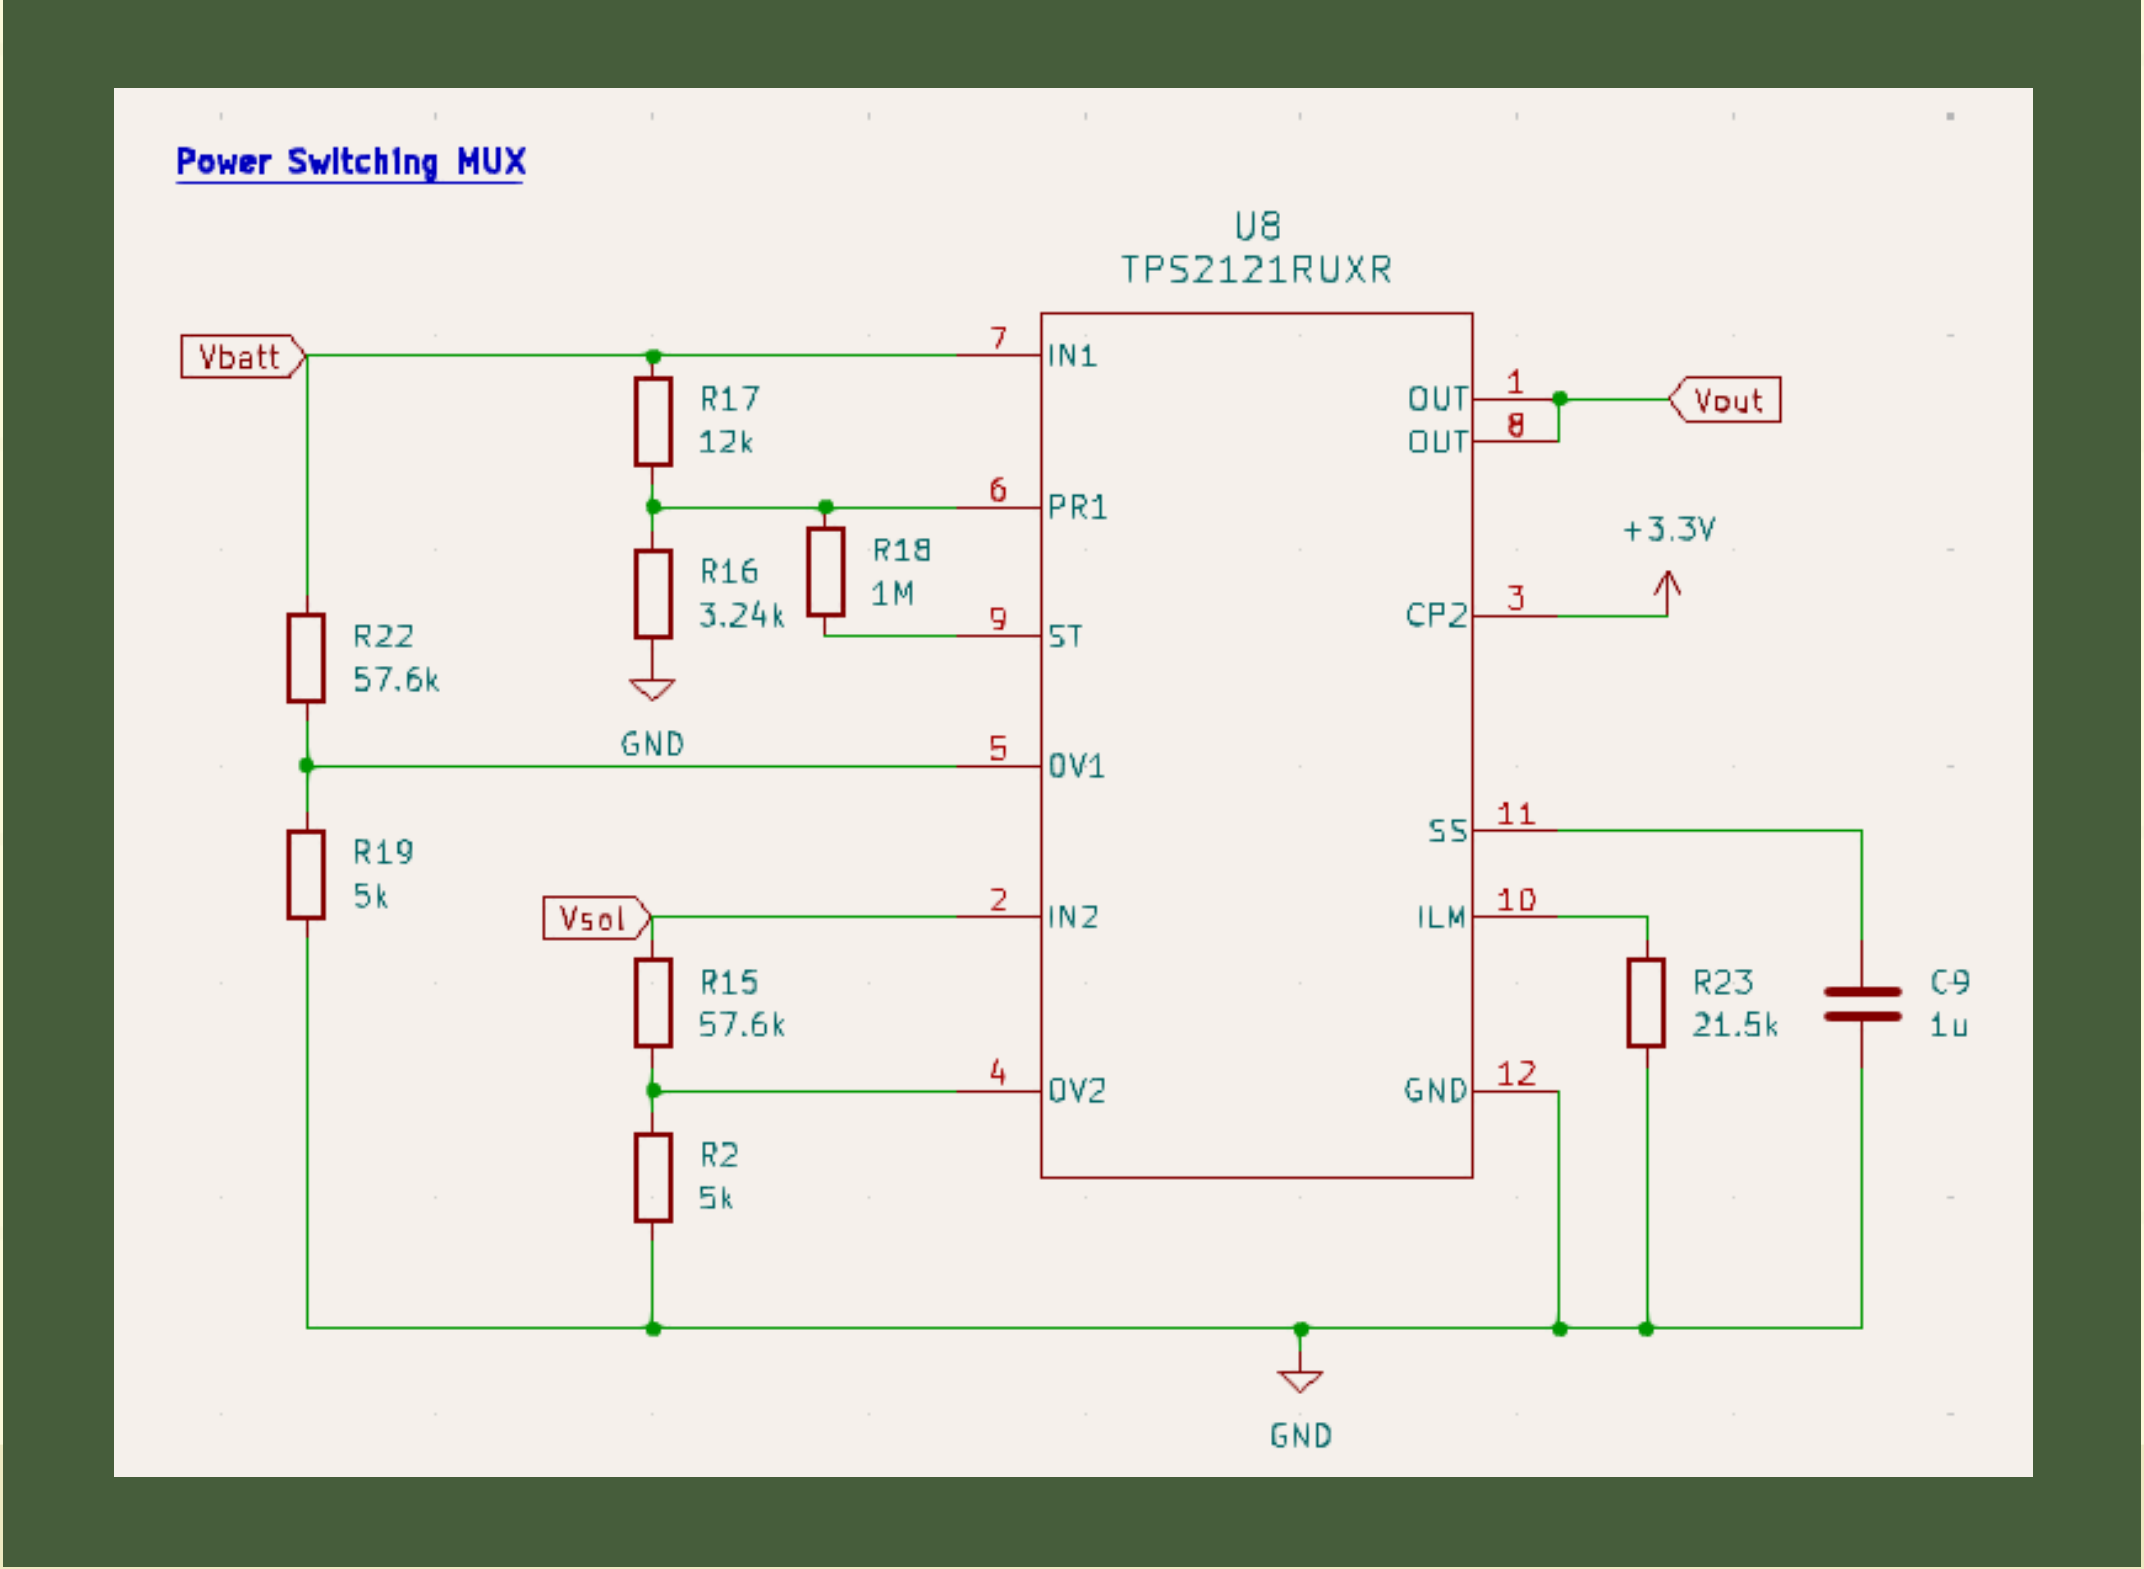 Power Switching MUX
U8
TPS2121RUXR
Vbatt
7
IN1
R17
12k
OUT
1
Vout
OUT
8
6
PR1
+3.3V
R18
1M
R16
3.24k
CP2
3
9
ST
R22
57.6k
GND
5
OV1
SS
11
R19
5k
Vsol
2
IN2
ILM
10
R15
57.6k
R23
21.5k
C9
1u
4
OV2
GND
12
R2
5k
GND